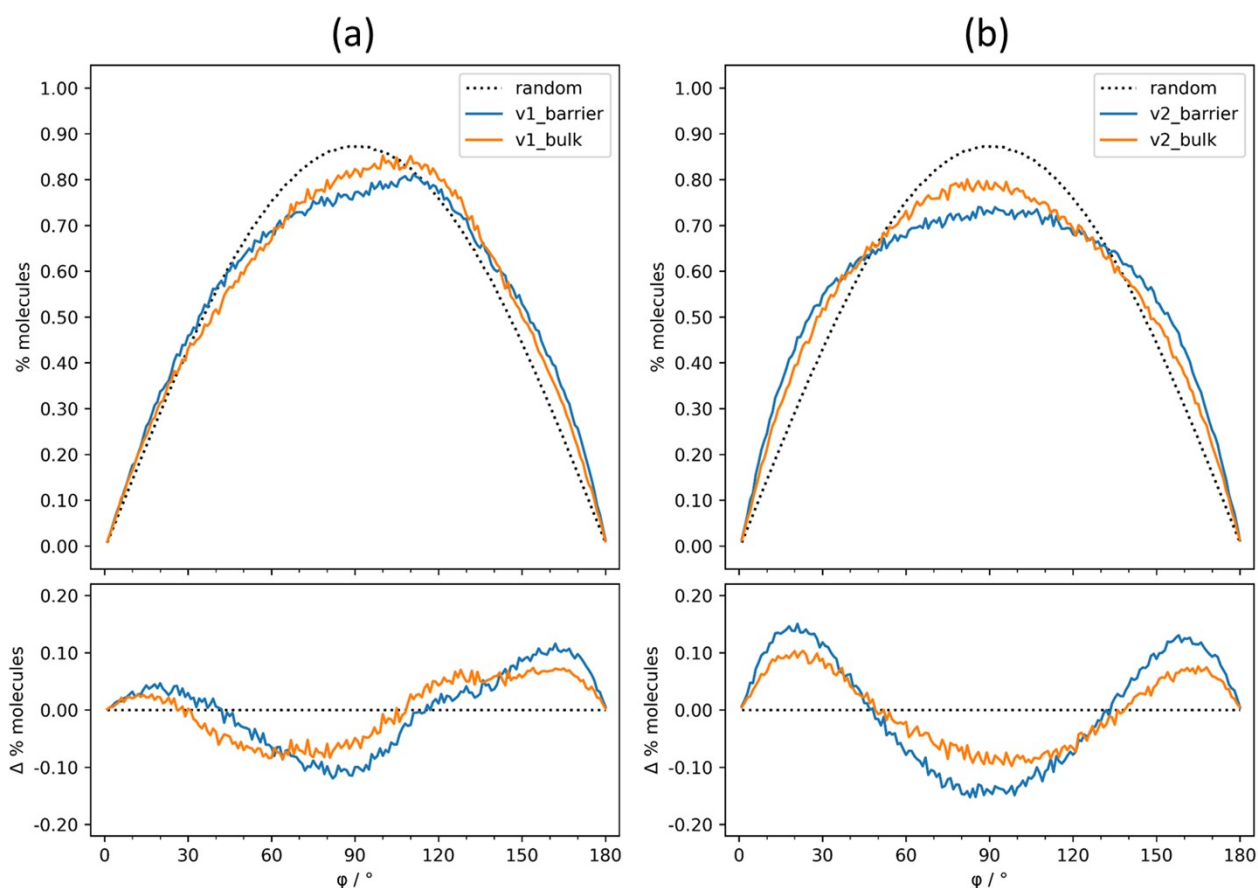 (a)
1.00
0.90
0.80
0.70
0.60
0.50
0.40
0.30
0.20
0.10
0.00
% molecules
random
v1_barrier
v1_bulk
0.20
0.10
0.00
-0.10
-0.20
Δ % molecules
0 30 60 90 120 150 180
φ / °
(b)
1.00
0.90
0.80
0.70
0.60
0.50
0.40
0.30
0.20
0.10
0.00
% molecules
random
v2_barrier
v2_bulk
0.20
0.10
0.00
-0.10
-0.20
Δ % molecules
0 30 60 90 120 150 180
φ / °